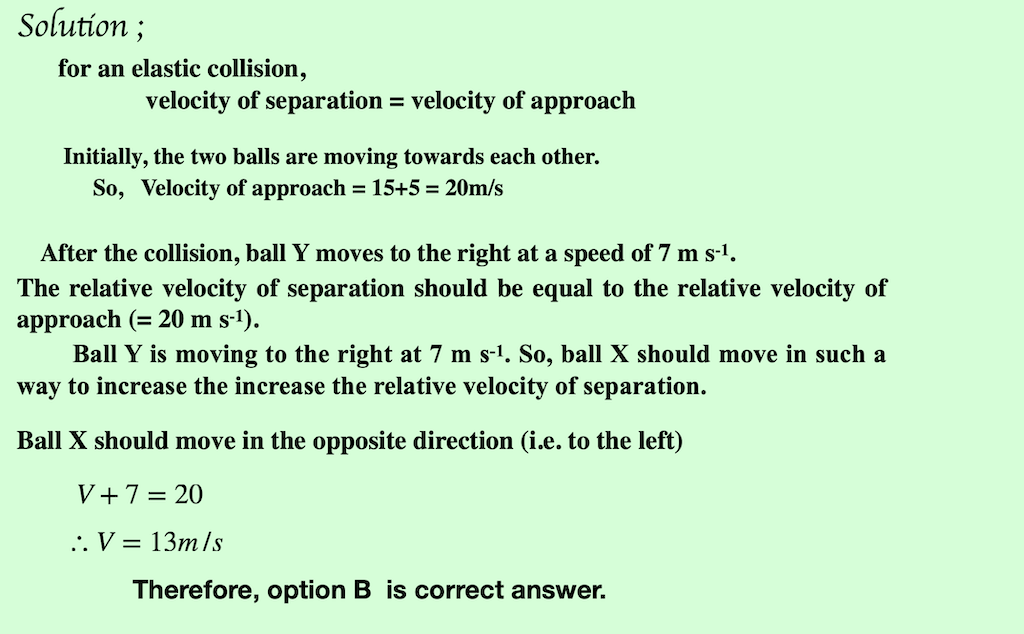 Solution ;
for an elastic collision,
velocity of separation = velocity of approach
Initially, the two balls are moving towards each other.
So, Velocity of approach = 15+5 = 20m/s
After the collision, ball Y moves to the right at a speed of 7 m s⁻¹.
The relative velocity of separation should be equal to the relative velocity of
approach (= 20 m s⁻¹).
Ball Y is moving to the right at 7 m s⁻¹. So, ball X should move in such a
way to increase the increase the relative velocity of separation.
Ball X should move in the opposite direction (i.e. to the left)
V + 7 = 20
∴ V = 13m/s
Therefore, option B is correct answer.